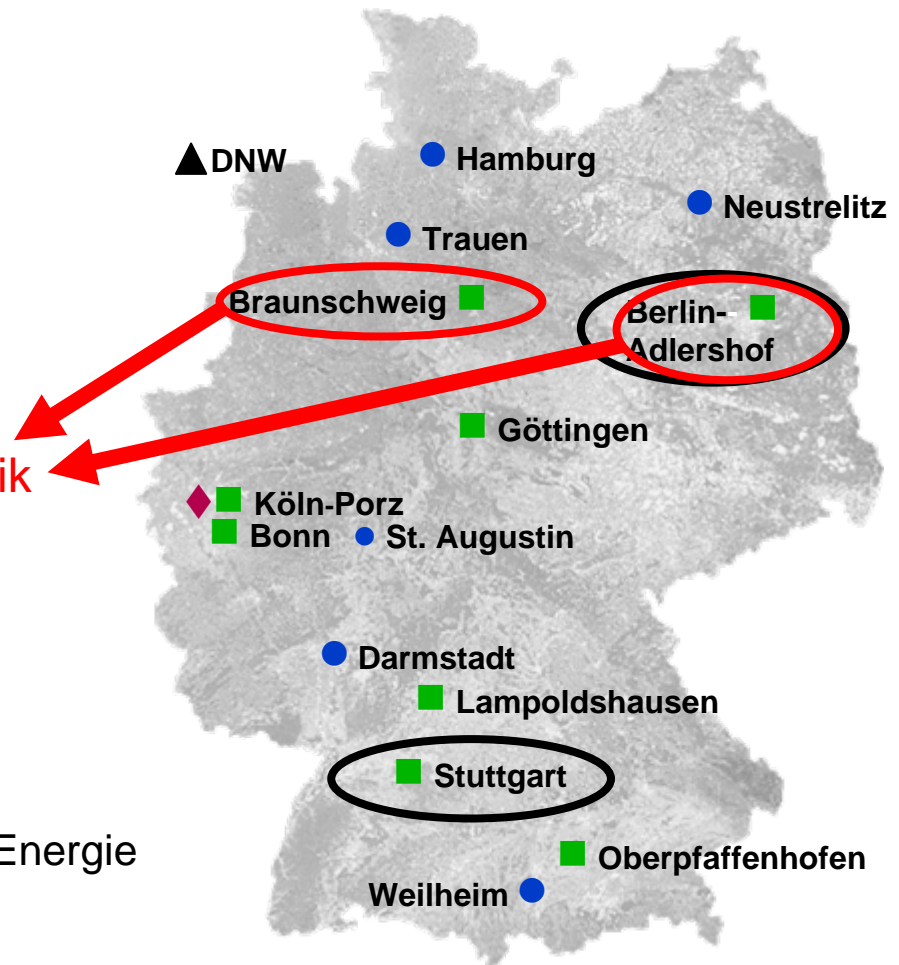 DNW
Hamburg
Neustrelitz
Trauen
Braunschweig
Berlin-
Adlershof
Göttingen
ik
Köln-Porz
Bonn
St. Augustin
Darmstadt
Lampoldshausen
Stuttgart
Energie
Oberpfaffenhofen
Weilheim